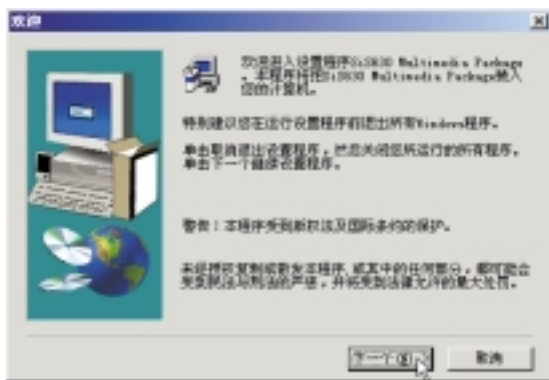 欢迎
欢迎进入设置程序SiS630 Multimedia Package
。本程序将把SiS630 Multimedia Package装入
您的计算机。
特别建议您在运行设置程序前退出所有Windows程序。
单击取消退出设置程序,然后关闭您所运行的所有程序。
单击下一个继续设置程序。
警告:本程序受到版权法及国际条约的保护。
未经授权复制或散发本程序,或其中的任何部分,都可能会
受到民法与刑法的严惩,并将受到法律允许的最大处罚。
下一个
取消